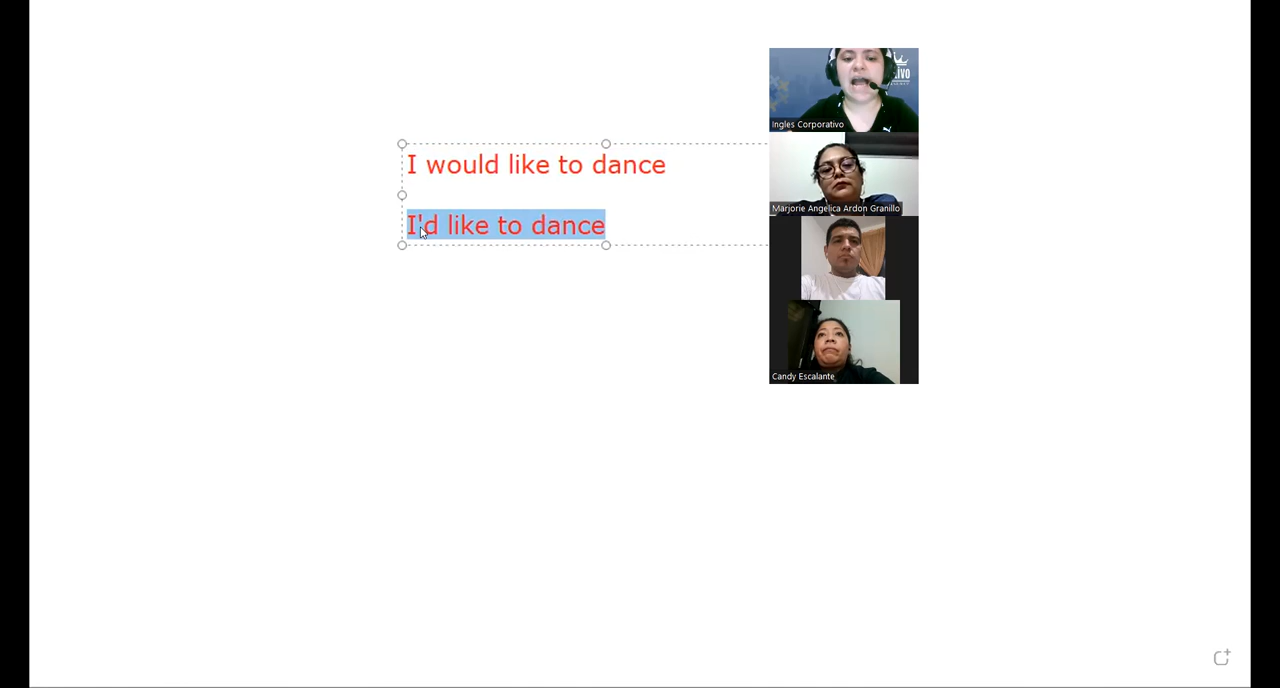 I would like to dance
I'd like to dance
Ingles Corporativo
Marjorie Angelica Ardon Granillo
Candy Escalante